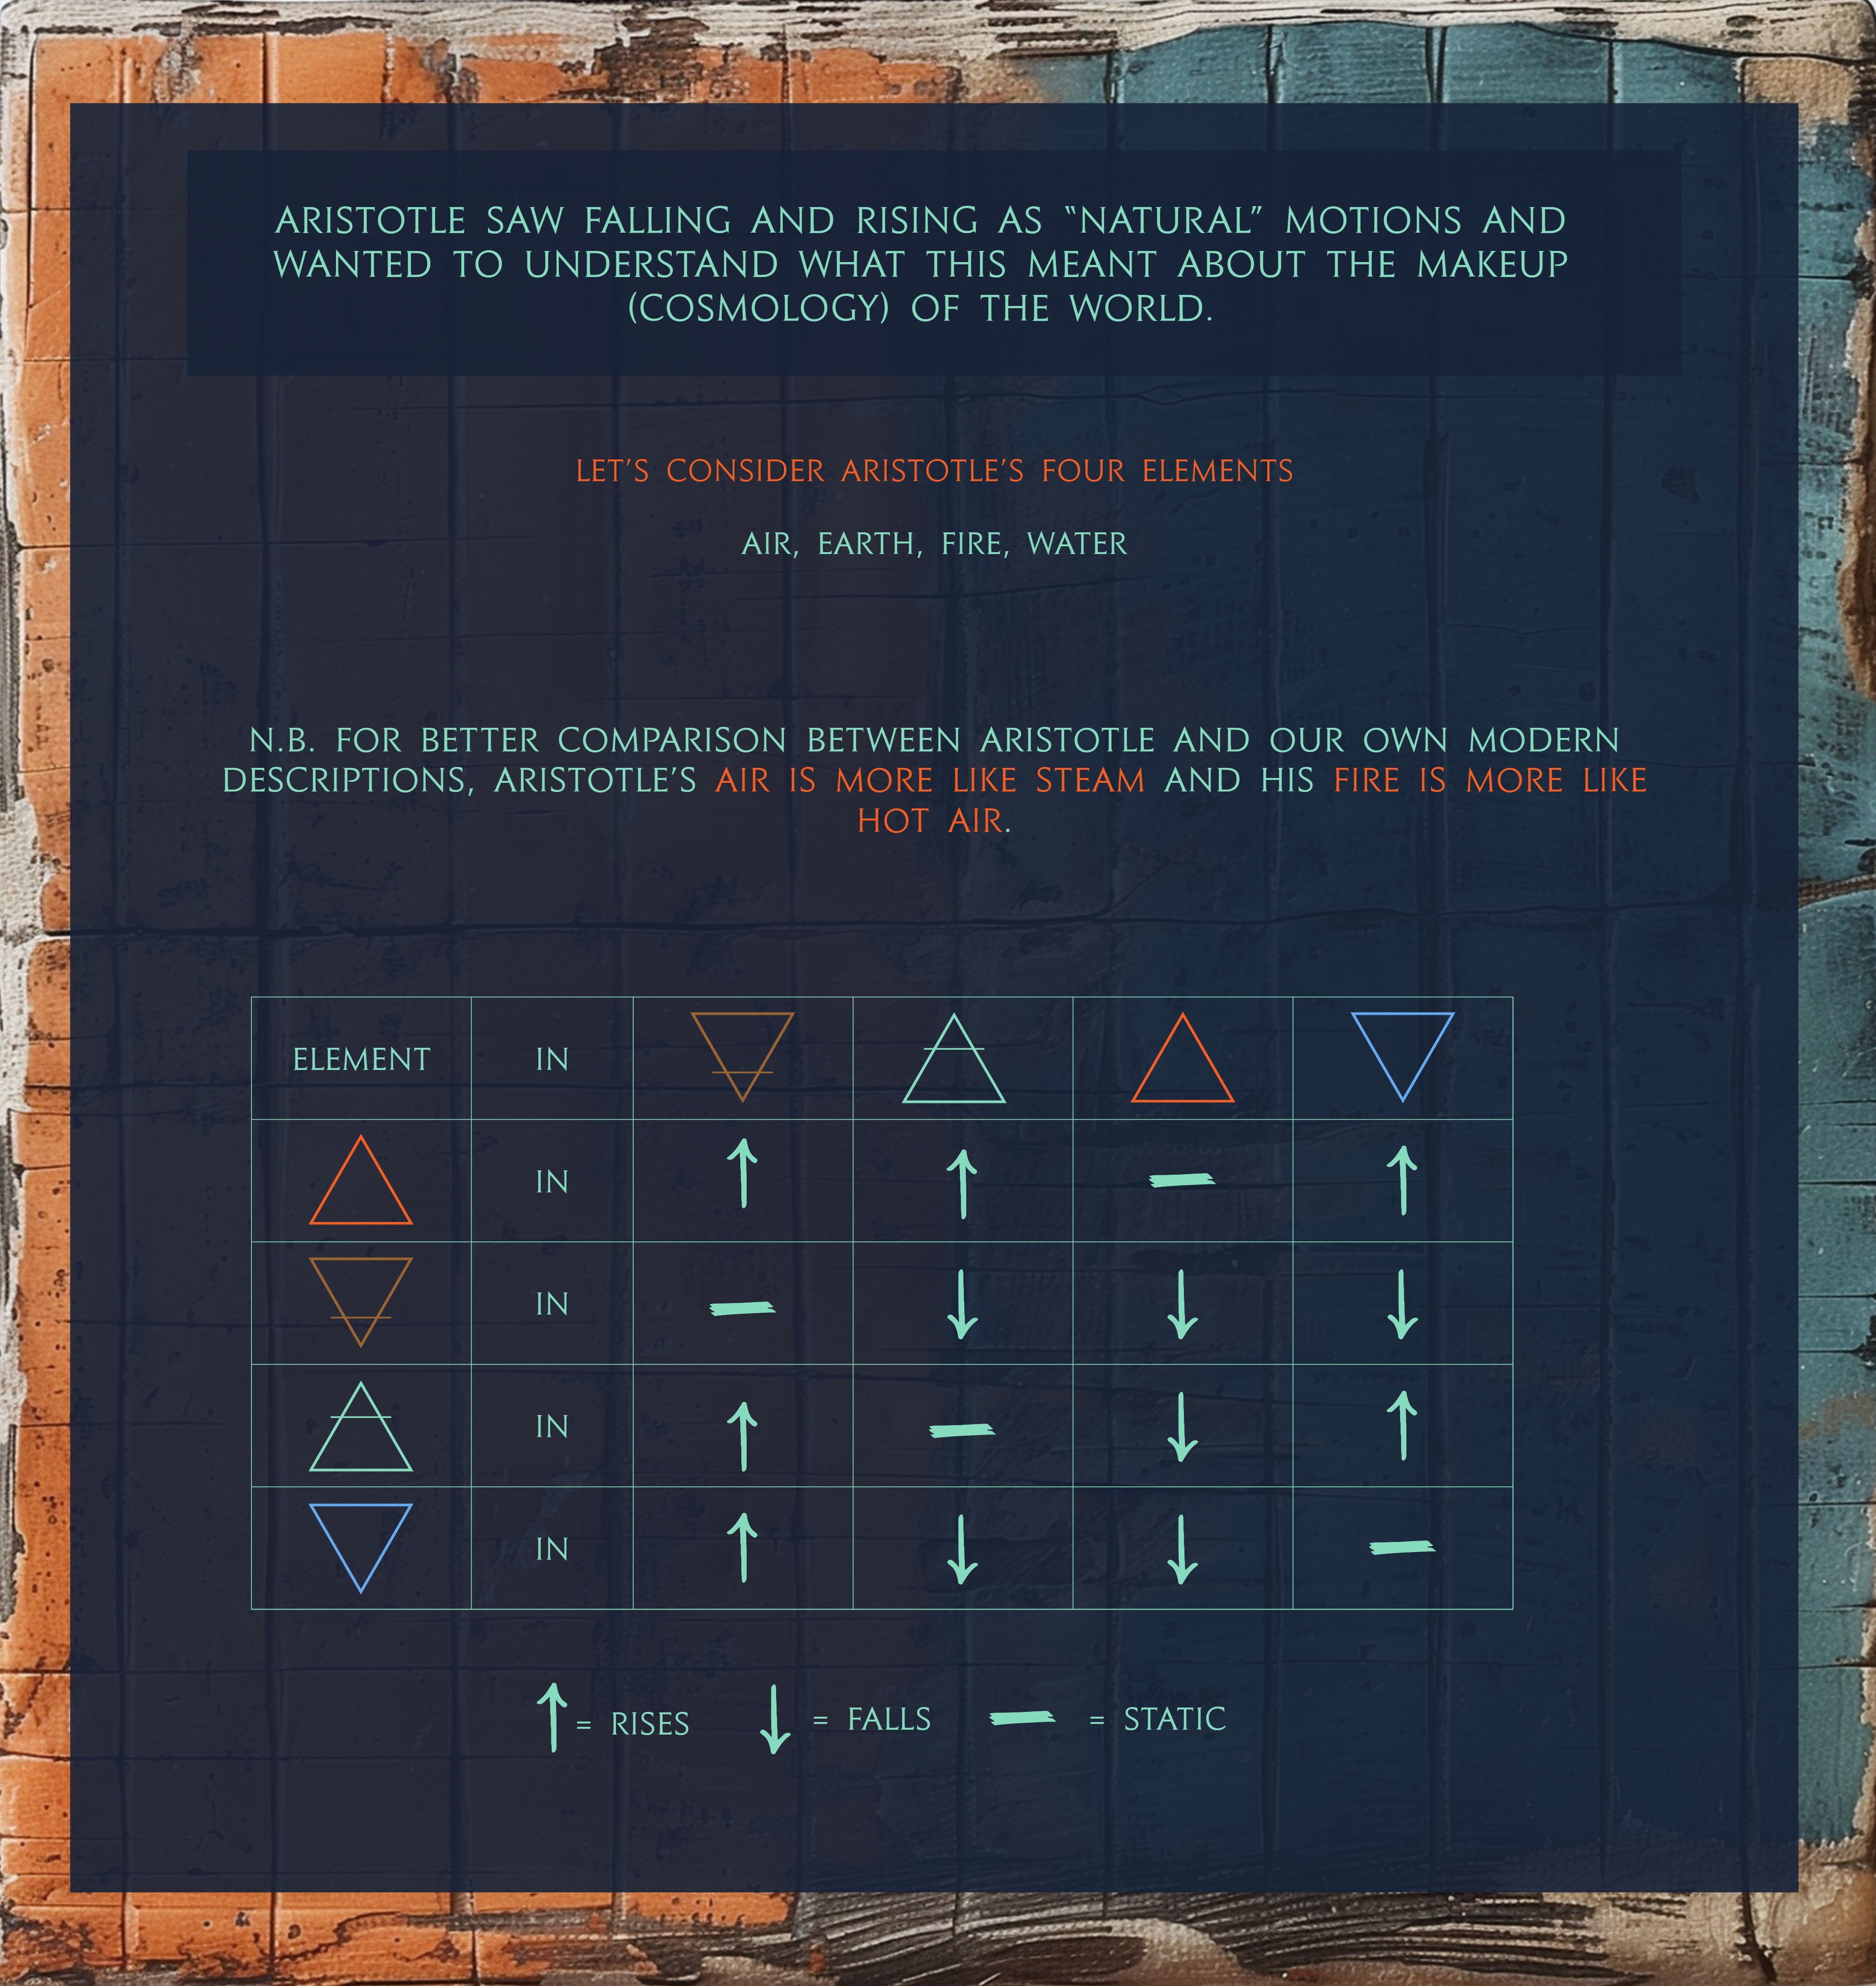 ARISTOTLE SAW FALLING AND RISING AS “NATURAL” MOTIONS AND
WANTED TO UNDERSTAND WHAT THIS MEANT ABOUT THE MAKEUP
(COSMOLOGY) OF THE WORLD.
LET’S CONSIDER ARISTOTLE’S FOUR ELEMENTS
AIR, EARTH, FIRE, WATER
N.B. FOR BETTER COMPARISON BETWEEN ARISTOTLE AND OUR OWN MODERN
DESCRIPTIONS, ARISTOTLE’S AIR IS MORE LIKE STEAM AND HIS FIRE IS MORE LIKE
HOT AIR.
ELEMENT IN
IN
IN
IN
IN
= RISES = FALLS = STATIC